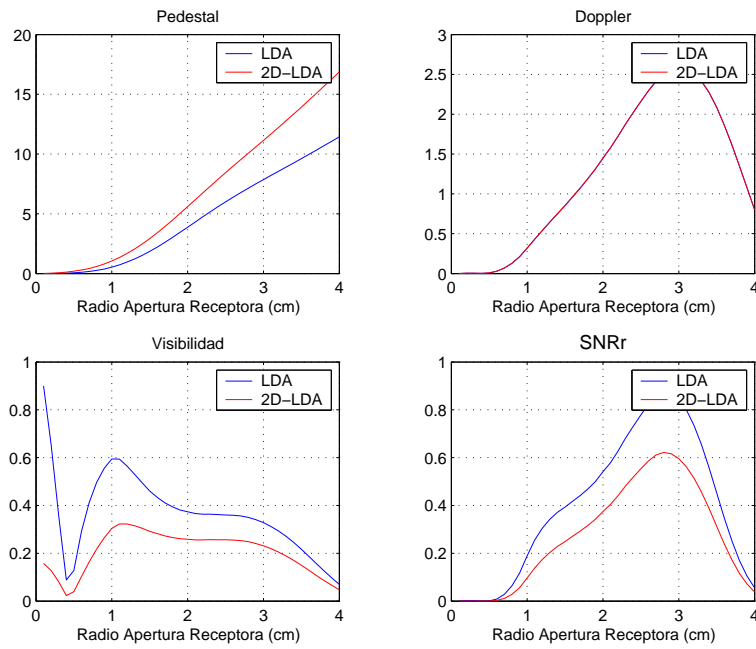 Pedestal
LDA
2D−LDA
20
15
10
5
0
0 1 2 3 4
Radio Apertura Receptora (cm)
Doppler
LDA
2D−LDA
3
2.5
2
1.5
1
0.5
0
0 1 2 3 4
Radio Apertura Receptora (cm)
Visibilidad
LDA
2D−LDA
1
0.8
0.6
0.4
0.2
0
0 1 2 3 4
Radio Apertura Receptora (cm)
SNRr
LDA
2D−LDA
1
0.8
0.6
0.4
0.2
0
0 1 2 3 4
Radio Apertura Receptora (cm)